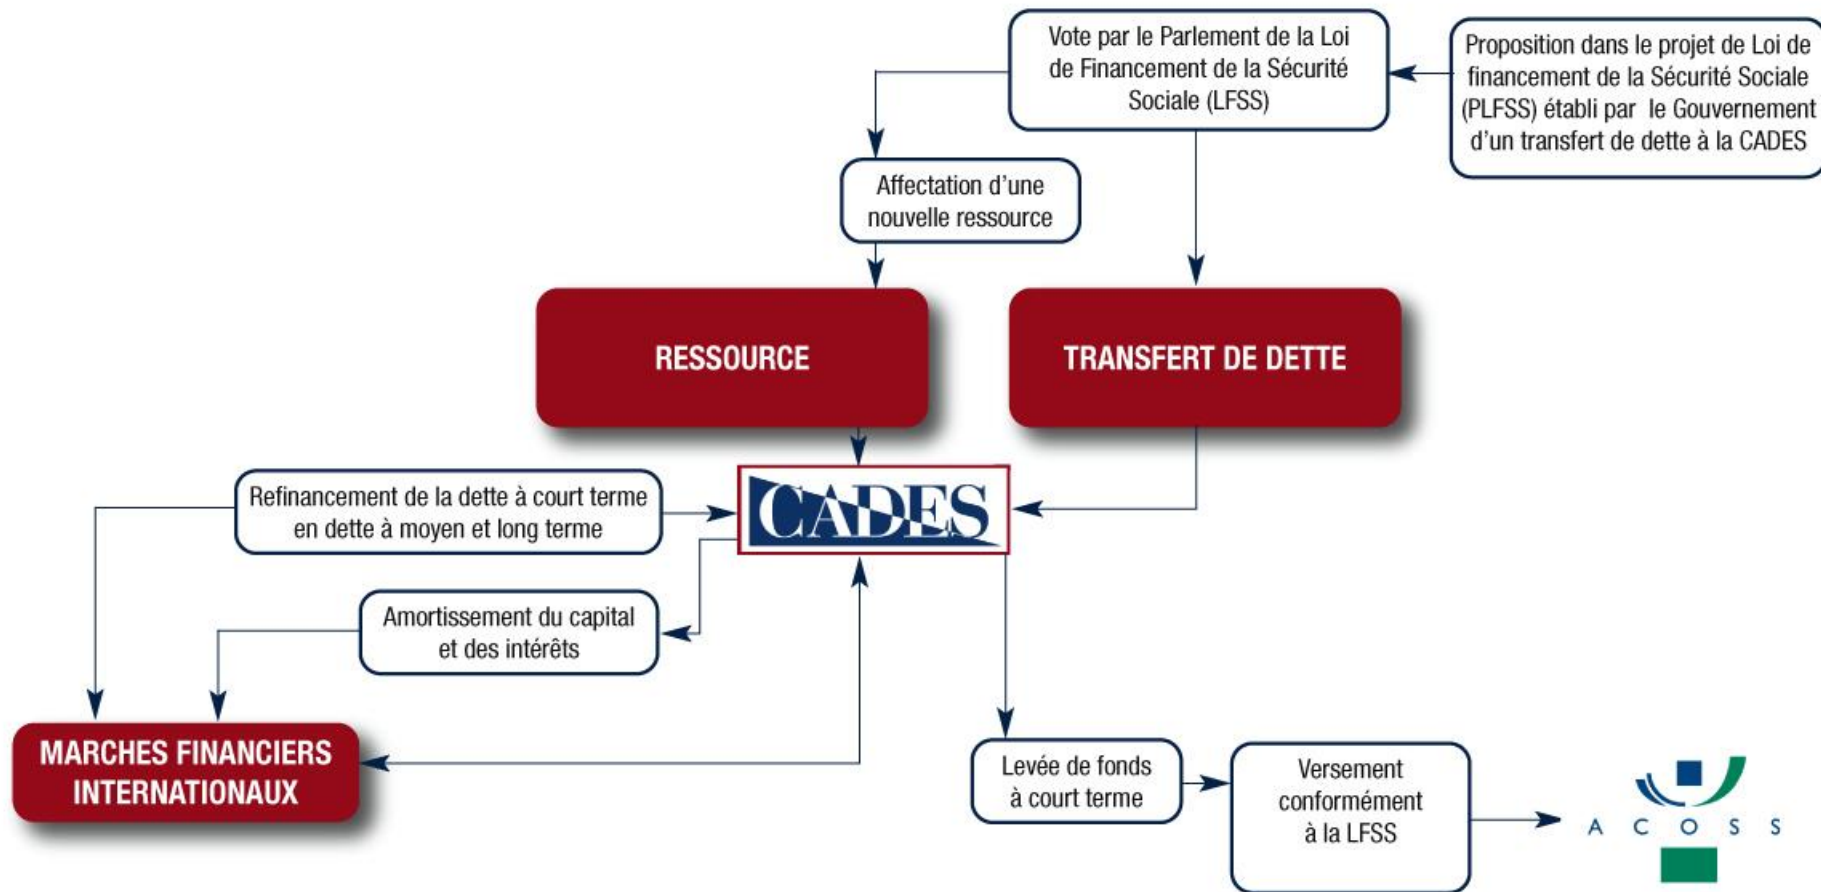 Vote par le Parlement de la Loi
de Financement de la Sécurité
Sociale (LFSS)
Proposition dans le projet de Loi de
financement de la Sécurité Sociale
(PLFSS) établi par le Gouvernement
d'un transfert de dette à la CADES
Affectation d'une
nouvelle ressource
RESSOURCE
TRANSFERT DE DETTE
Refinancement de la dette à court terme
en dette à moyen et long terme
CADES
Amortissement du capital
et des intérêts
MARCHES FINANCIERS
INTERNATIONAUX
Levée de fonds
à court terme
Versement
conformément
à la LFSS
ACOSS